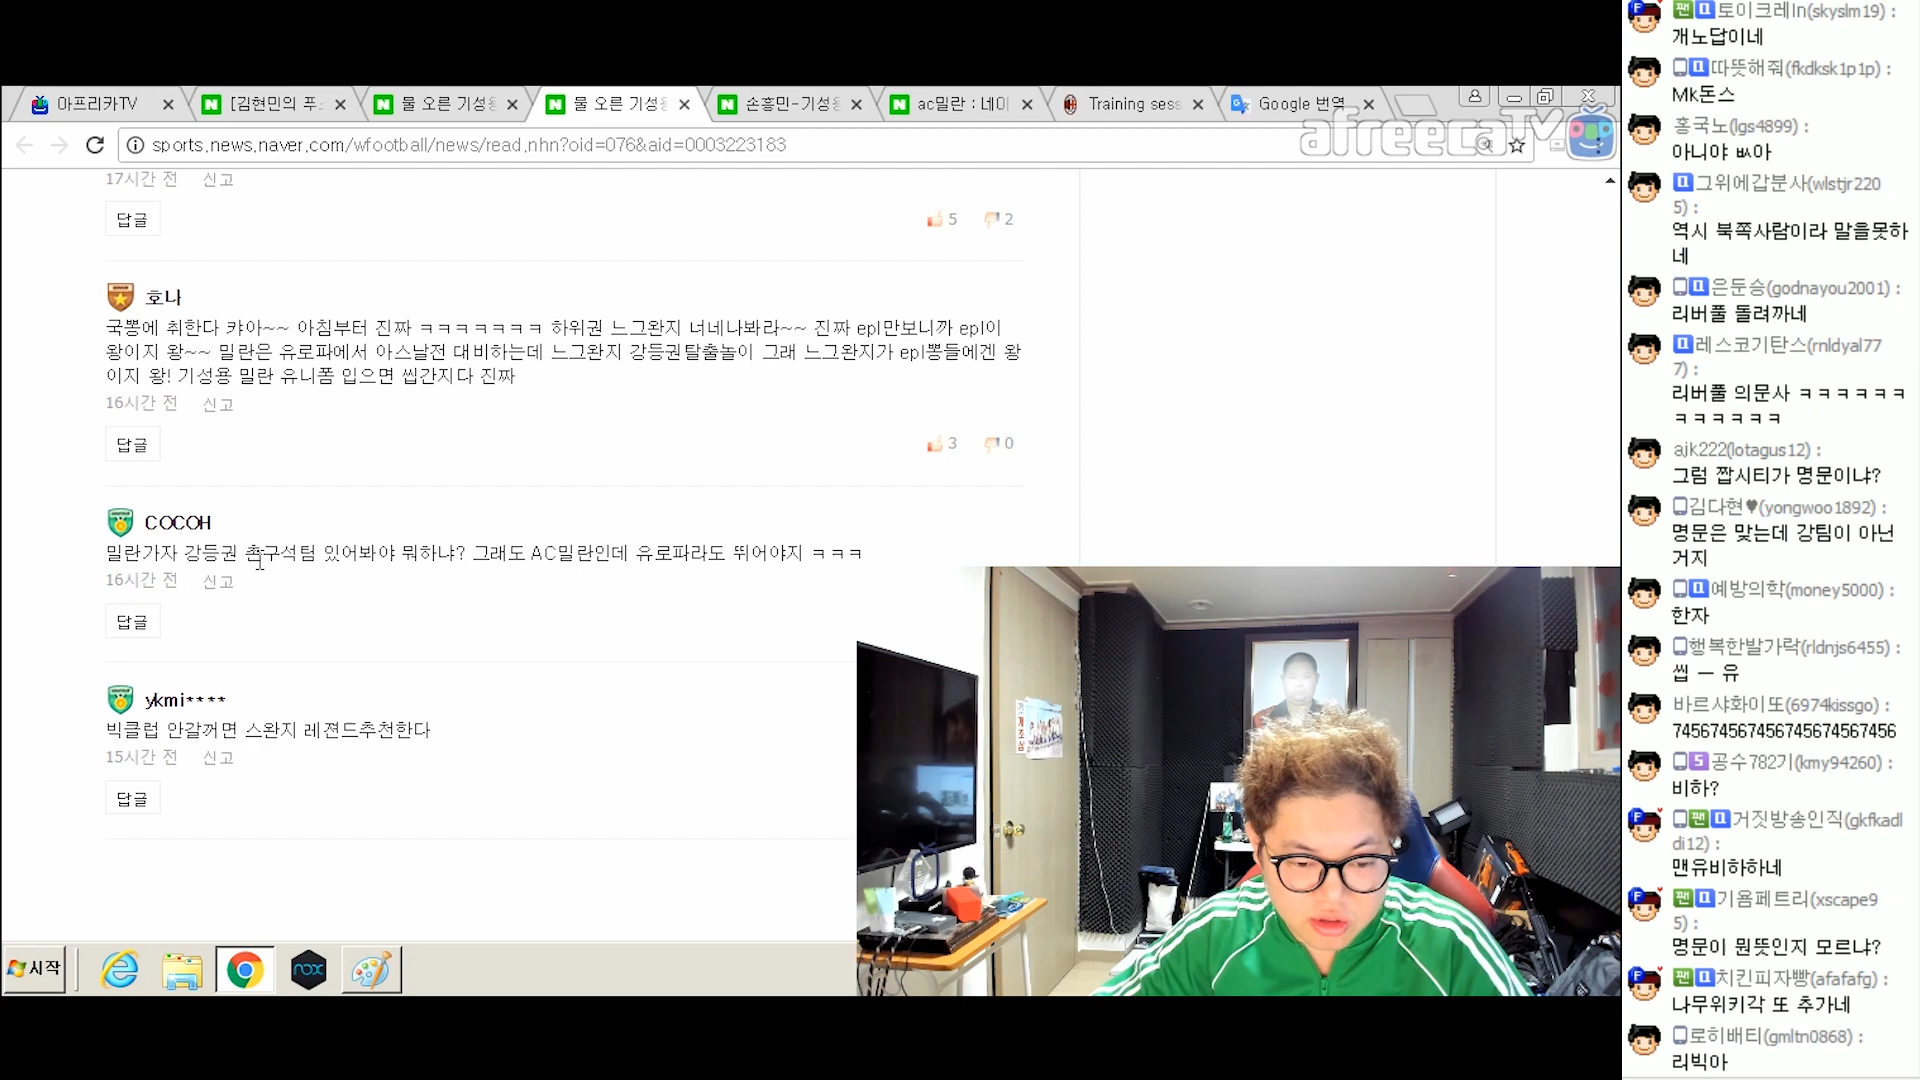 아프리카TV
[김현민의 푸
물 오른 기성용
물 오른 기성용
손흥민-기성용
ac밀란 : 네이
Training sess
Google 번역
afreecaTV
sports.news.naver.com/wfootball/news/read.nhn?oid=076&aid=0003223183
17시간 전 신고
답글
5 2
호나
국뽕에 취한다 캬아~~ 아침부터 진짜 ㅋㅋㅋㅋㅋㅋㅋ 하위권 느그완지 너네나봐라~~ 진짜 epl만보니까 epl이
왕이지 왕~~ 밀란은 유로파에서 아스날전 대비하는데 느그완지 강등권탈출놀이 그래 느그완지가 epl뽕들에겐 왕
이지 왕! 기성용 밀란 유니폼 입으면 씹간지다 진짜
16시간 전 신고
답글
3 0
COCOH
밀란가자 강등권 촌구석팀 있어봐야 뭐하냐? 그래도 AC밀란인데 유로파라도 뛰어야지 ㅋㅋㅋ
16시간 전 신고
답글
ykmi****
빅클럽 안갈꺼면 스완지 레젼드추천한다
15시간 전 신고
답글
시작
nox
개조심
토이크레In(skyslm19) :
개노답이네
따뜻해줘(fkdksk1p1p) :
Mk돈스
홍국노(lgs4899) :
아니야 ㅄ아
그위에갑분사(wlstjr220
5) :
역시 북쪽사람이라 말을못하
네
은둔승(godnayou2001) :
리버풀 돌려까네
레스코기탄스(rnldyal77
7) :
리버풀 의문사 ㅋㅋㅋㅋㅋㅋ
ㅋㅋㅋㅋㅋㅋ
ajk222(lotagus12) :
그럼 짭시티가 명문이냐?
김다현♥(yongwoo1892) :
명문은 맞는데 강팀이 아닌
거지
예방의학(money5000) :
한자
행복한발가락(rldnjs6455) :
씹 ㅡ 유
바르샤화이또(6974kissgo) :
745674567456745674567456
공수782기(kmy94260) :
비하?
거짓방송인직(gkfkadl
di12) :
맨유비하하네
기욤페트리(xscape9
5) :
명문이 뭔뜻인지 모르냐?
치킨피자빵(afafafg) :
나무위키각 또 추가네
로히배티(gmltn0868) :
리빅아